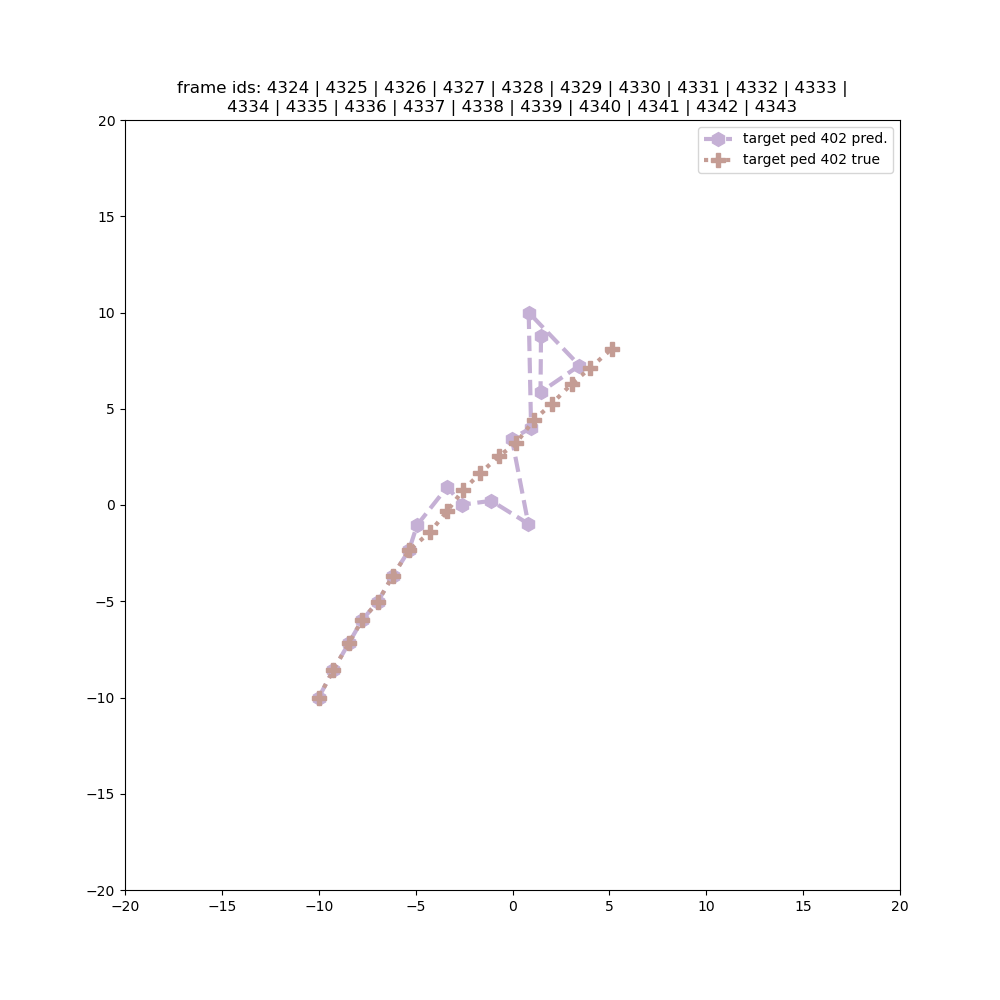 frame ids: 4324 | 4325 | 4326 | 4327 | 4328 | 4329 | 4330 | 4331 | 4332 | 4333 |
4334 | 4335 | 4336 | 4337 | 4338 | 4339 | 4340 | 4341 | 4342 | 4343
target ped 402 pred.
target ped 402 true
20
15
10
5
0
−5
−10
−15
−20
−20 −15 −10 −5 0 5 10 15 20